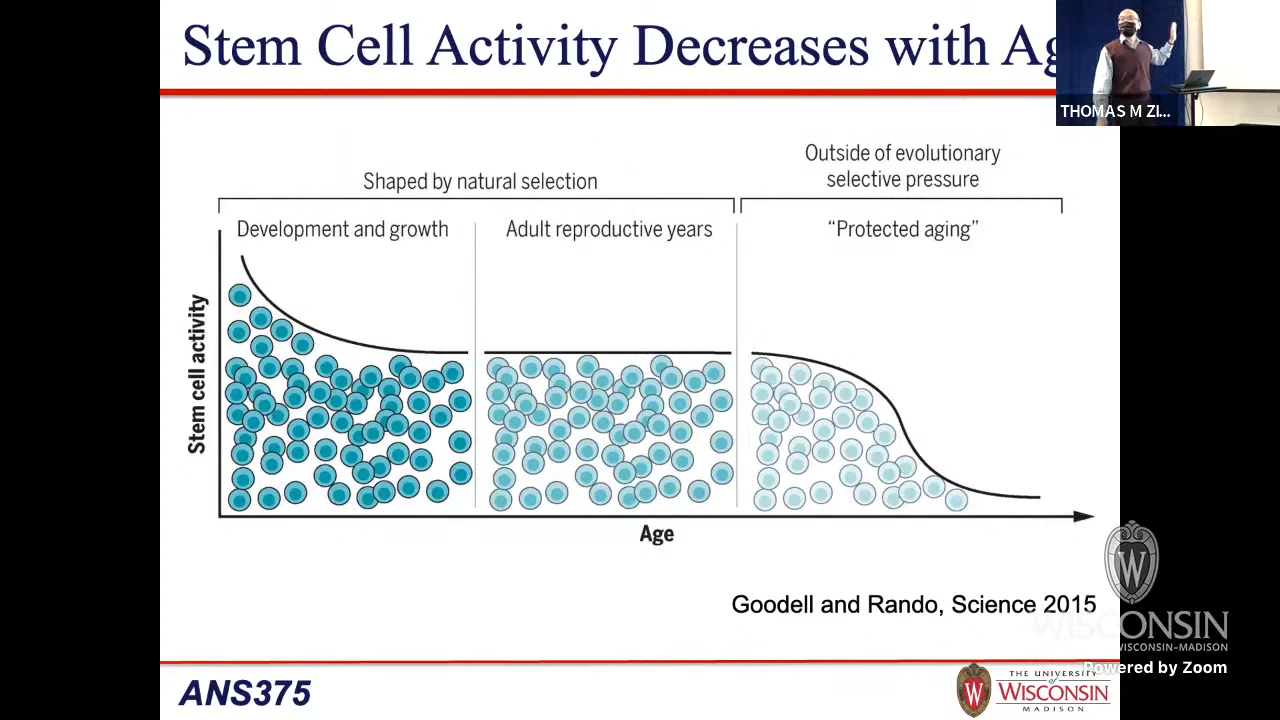 Stem Cell Activity Decreases with Ag
THOMAS M ZI...
Outside of evolutionary
selective pressure
Shaped by natural selection
Development and growth
Adult reproductive years
“Protected aging”
Stem cell activity
Age
Goodell and Rando, Science 2015
W
WISCONSIN
WISCONSIN–MADISON
Powered by Zoom
ANS375
W
THE UNIVERSITY
of
WISCONSIN
MADISON